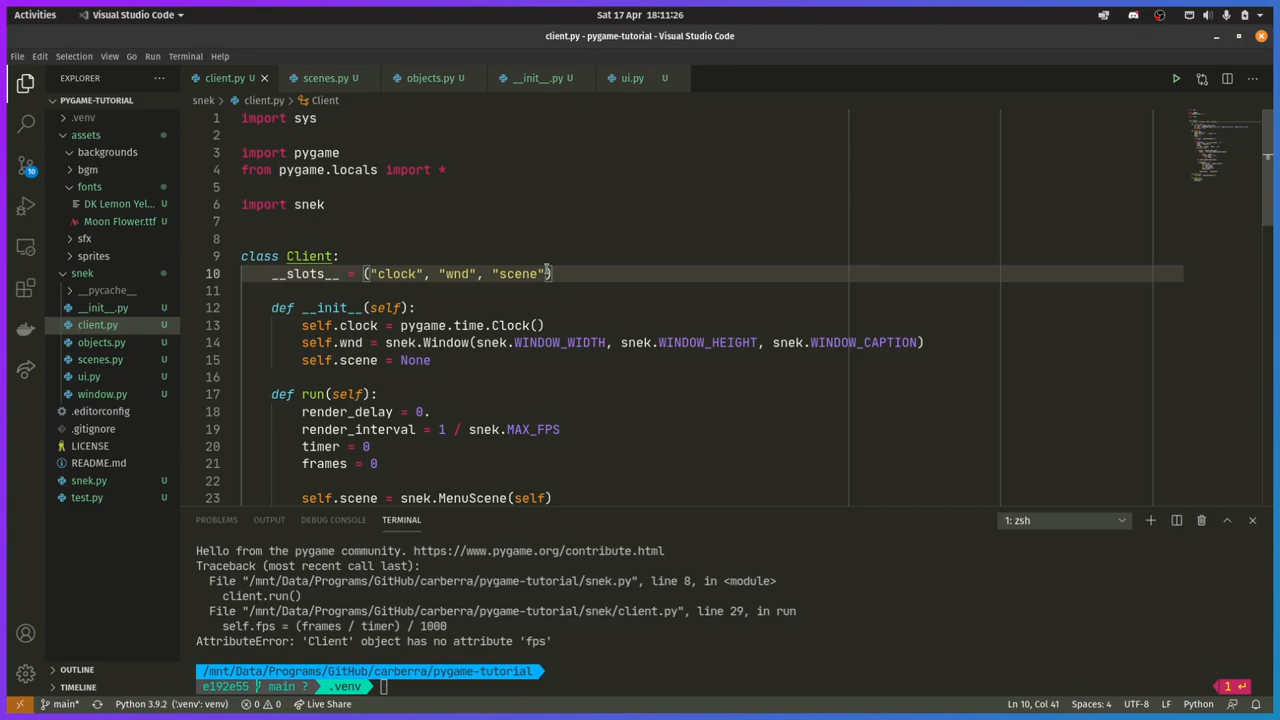 Activities
Visual Studio Code
Sat 17 Apr 18:11:26
client.py - pygame-tutorial - Visual Studio Code
File Edit Selection View Go Run Terminal Help
EXPLORER
client.py U
scenes.py U
objects.py U
__init__.py U
ui.py U
PYGAME-TUTORIAL
.venv
assets
backgrounds
bgm
fonts
DK Lemon Yel... U
Moon Flower.ttf U
sfx
sprites
snek
__pycache__
__init__.py U
client.py U
objects.py U
scenes.py U
ui.py U
window.py U
.editorconfig
.gitignore
LICENSE
README.md
snek.py U
test.py U
OUTLINE
TIMELINE
10
snek > client.py > Client
1 import sys
2
3 import pygame
4 from pygame.locals import *
5
6 import snek
7
8
9 class Client:
10 __slots__ = ("clock", "wnd", "scene")
11
12 def __init__(self):
13 self.clock = pygame.time.Clock()
14 self.wnd = snek.Window(snek.WINDOW_WIDTH, snek.WINDOW_HEIGHT, snek.WINDOW_CAPTION)
15 self.scene = None
16
17 def run(self):
18 render_delay = 0.
19 render_interval = 1 / snek.MAX_FPS
20 timer = 0
21 frames = 0
22
23 self.scene = snek.MenuScene(self)
PROBLEMS OUTPUT DEBUG CONSOLE TERMINAL
1: zsh
Hello from the pygame community. https://www.pygame.org/contribute.html
Traceback (most recent call last):
File "/mnt/Data/Programs/GitHub/carberra/pygame-tutorial/snek.py", line 8, in <module>
client.run()
File "/mnt/Data/Programs/GitHub/carberra/pygame-tutorial/snek/client.py", line 29, in run
self.fps = (frames / timer) / 1000
AttributeError: 'Client' object has no attribute 'fps'
/mnt/Data/Programs/GitHub/carberra/pygame-tutorial
e192e55 main ? .venv
1 ↵
main* Python 3.9.2 ('.venv': venv) 0 0 Live Share
Ln 10, Col 41 Spaces: 4 UTF-8 LF Python